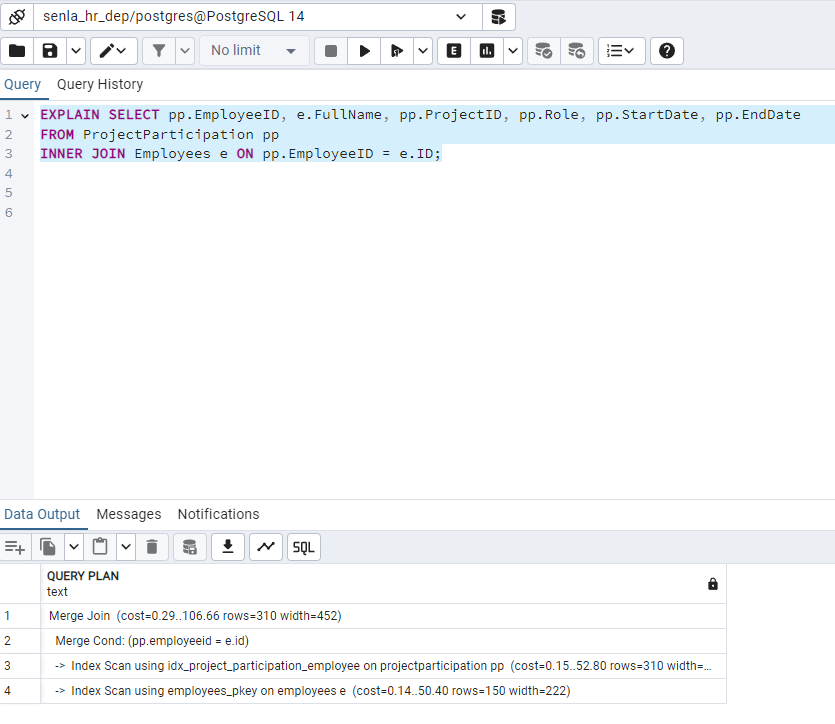 senla_hr_dep/postgres@PostgreSQL 14
No limit
E
Query Query History
1 EXPLAIN SELECT pp.EmployeeID, e.FullName, pp.ProjectID, pp.Role, pp.StartDate, pp.EndDate
2 FROM ProjectParticipation pp
3 INNER JOIN Employees e ON pp.EmployeeID = e.ID;
4
5
6
Data Output Messages Notifications
SQL
QUERY PLAN
text
1 Merge Join (cost=0.29..106.66 rows=310 width=452)
2 Merge Cond: (pp.employeeid = e.id)
3 -> Index Scan using idx_project_participation_employee on projectparticipation pp (cost=0.15..52.80 rows=310 width=...
4 -> Index Scan using employees_pkey on employees e (cost=0.14..50.40 rows=150 width=222)